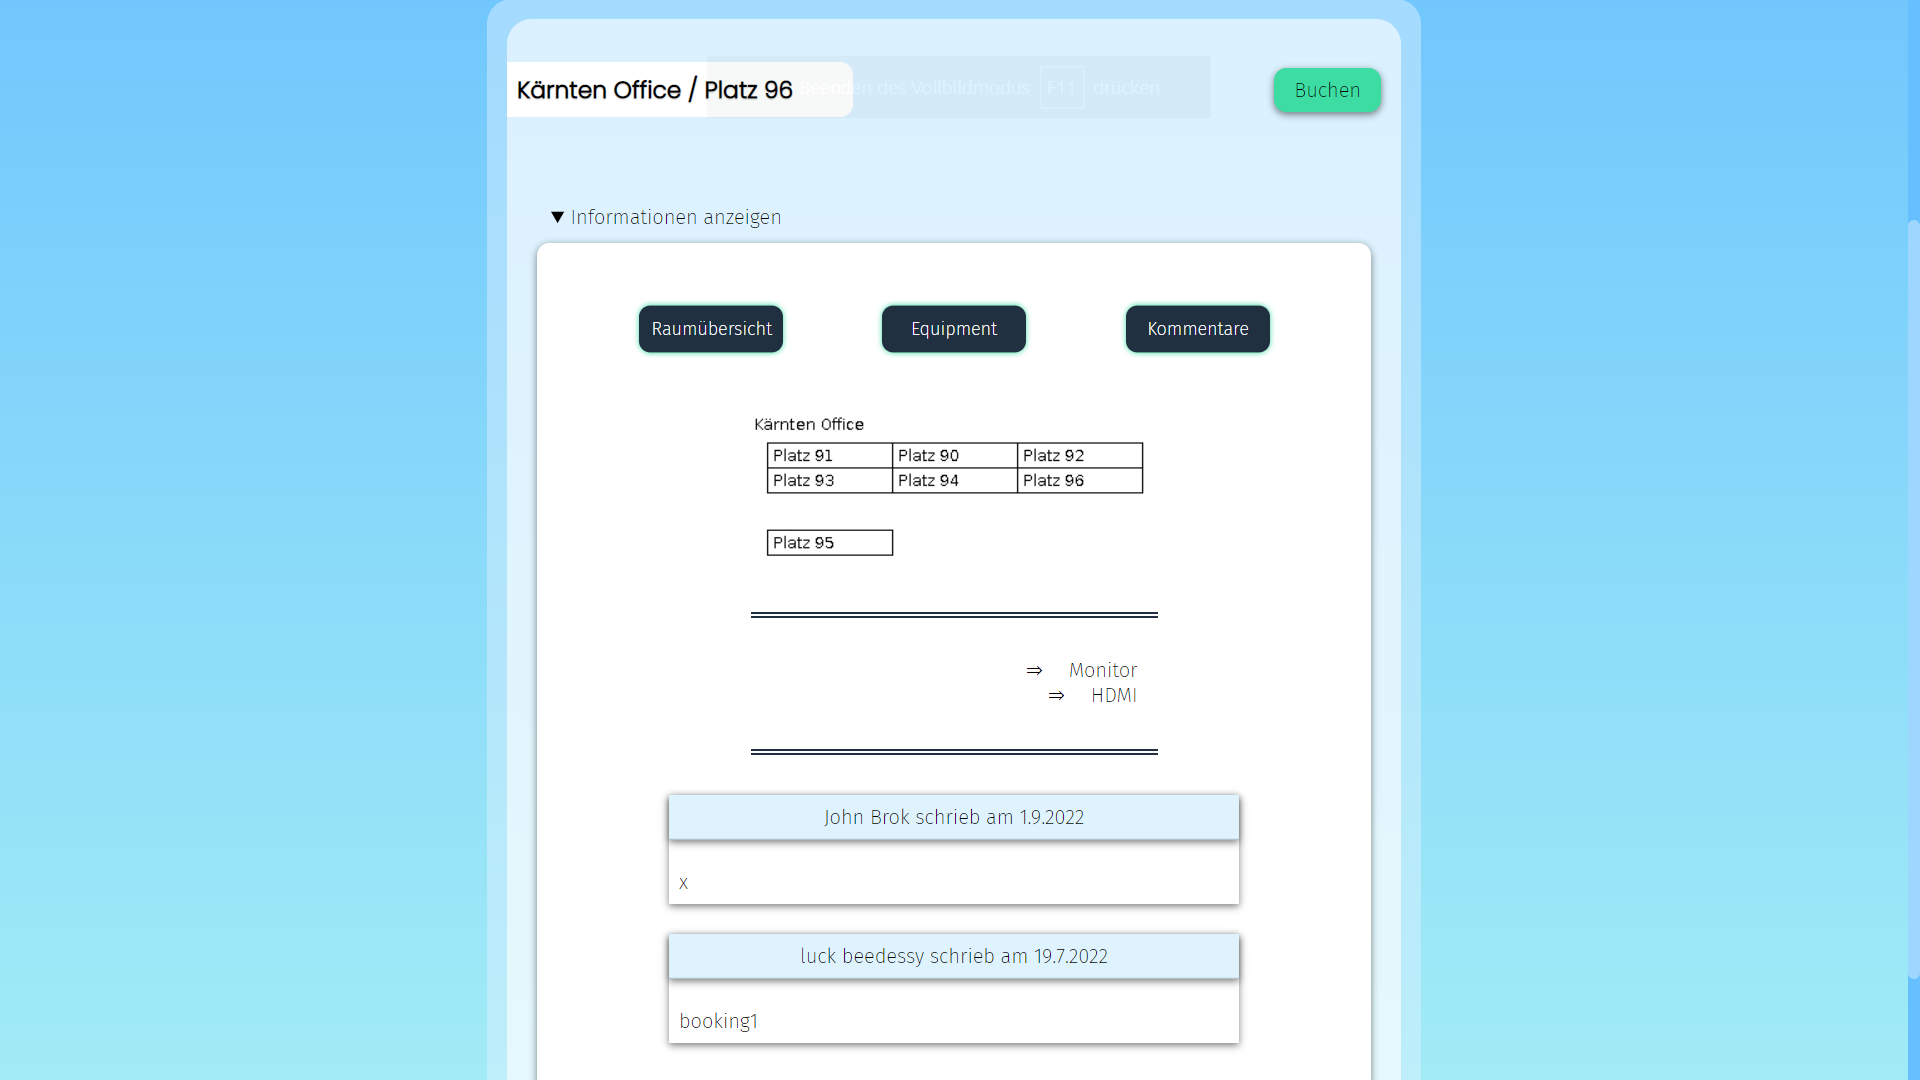 Kärnten Office / Platz 96
Beenden des Vollbildmodus F11 drücken
Buchen
▼ Informationen anzeigen
Raumübersicht
Equipment
Kommentare
Kärnten Office
Platz 91 Platz 90 Platz 92
Platz 93 Platz 94 Platz 96
Platz 95
⇒ Monitor
⇒ HDMI
John Brok schrieb am 1.9.2022
x
luck beedessy schrieb am 19.7.2022
booking1